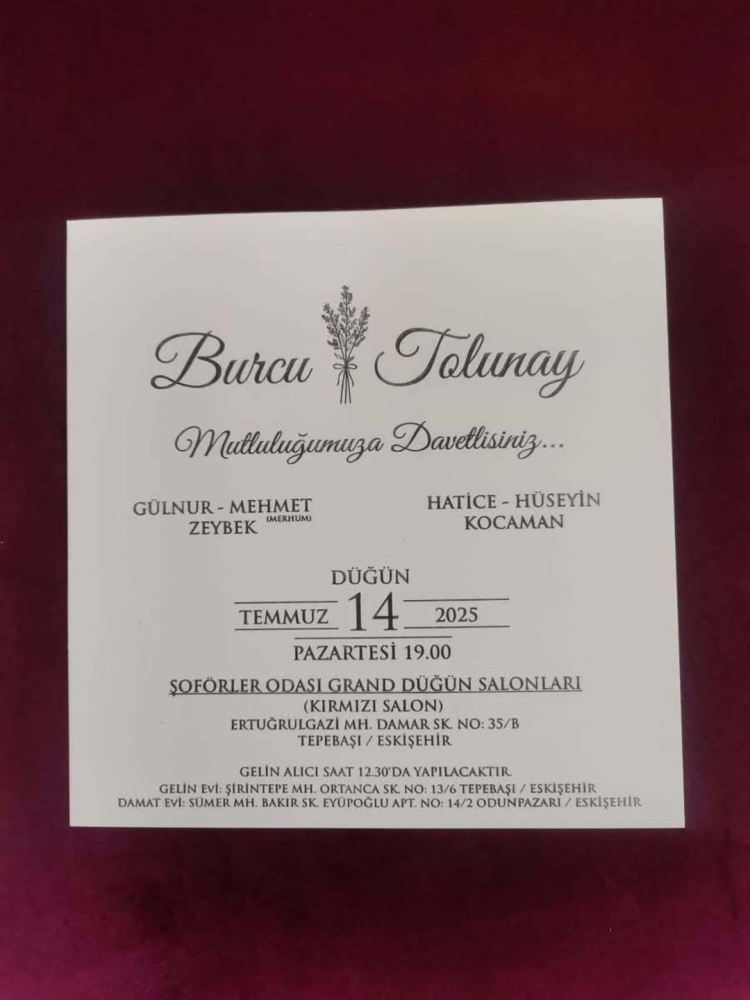 Burcu Tolunay
Mutluluğumuza Davetlisiniz...
GÜLNUR - MEHMET
ZEYBEK (MERHUM)
HATİCE - HÜSEYİN
KOCAMAN
DÜĞÜN
TEMMUZ 14 2025
PAZARTESİ 19.00
ŞOFÖRLER ODASI GRAND DÜĞÜN SALONLARI
(KIRMIZI SALON)
ERTUĞRULGAZİ MH. DAMAR SK. NO: 35/B
TEPEBAŞI / ESKİŞEHİR
GELİN ALICI SAAT 12.30'DA YAPILACAKTIR.
GELİN EVİ: ŞİRİNTEPE MH. ORTANCA SK. NO: 13/6 TEPEBAŞI / ESKİŞEHİR
DAMAT EVİ: SÜMER MH. BAKIR SK. EYÜPOĞLU APT. NO: 14/2 ODUNPAZARI / ESKİŞEHİR